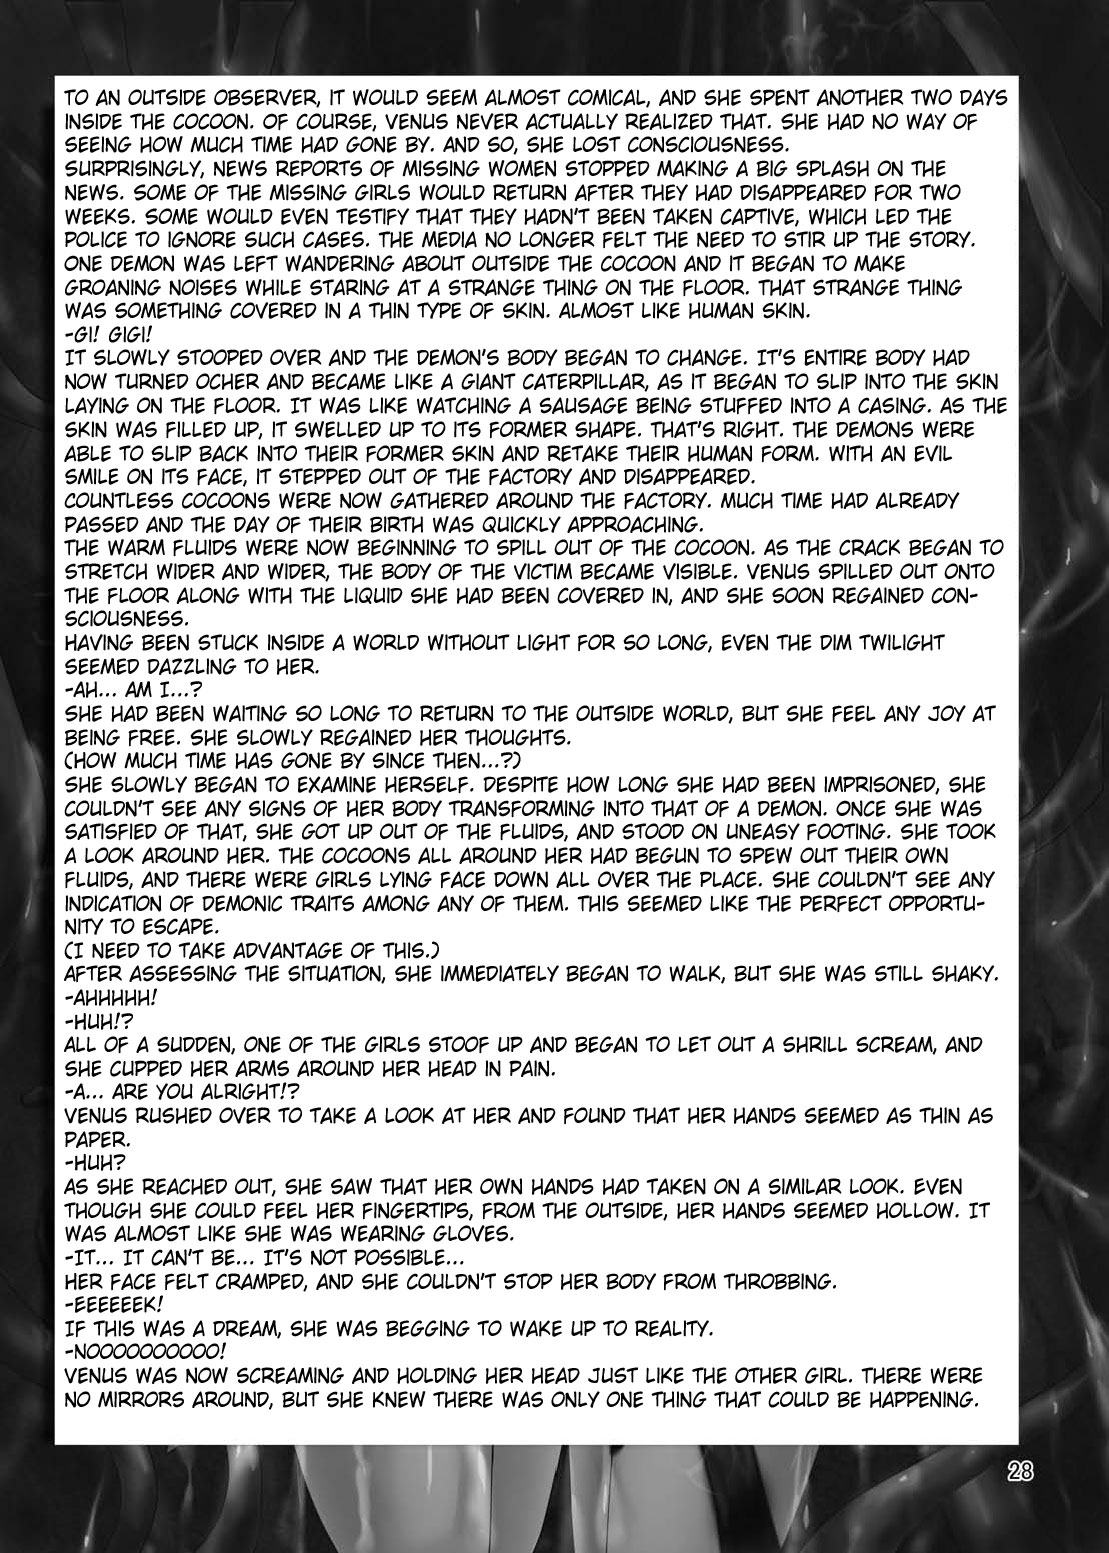 TO AN OUTSIDE OBSERVER, IT WOULD SEEM ALMOST COMICAL, AND SHE SPENT ANOTHER TWO DAYS
INSIDE THE COCOON. OF COURSE, VENUS NEVER ACTUALLY REALIZED THAT. SHE HAD NO WAY OF
SEEING HOW MUCH TIME HAD GONE BY. AND SO, SHE LOST CONSCIOUSNESS.
SURPRISINGLY, NEWS REPORTS OF MISSING WOMEN STOPPED MAKING A BIG SPLASH ON THE
NEWS. SOME OF THE MISSING GIRLS WOULD RETURN AFTER THEY HAD DISAPPEARED FOR TWO
WEEKS. SOME WOULD EVEN TESTIFY THAT THEY HADN'T BEEN TAKEN CAPTIVE, WHICH LED THE
POLICE TO IGNORE SUCH CASES. THE MEDIA NO LONGER FELT THE NEED TO STIR UP THE STORY.
ONE DEMON WAS LEFT WANDERING ABOUT OUTSIDE THE COCOON AND IT BEGAN TO MAKE
GROANING NOISES WHILE STARING AT A STRANGE THING ON THE FLOOR. THAT STRANGE THING
WAS SOMETHING COVERED IN A THIN TYPE OF SKIN. ALMOST LIKE HUMAN SKIN.
-GI! GIGI!
IT SLOWLY STOOPED OVER AND THE DEMON'S BODY BEGAN TO CHANGE. IT'S ENTIRE BODY HAD
NOW TURNED OCHER AND BECAME LIKE A GIANT CATERPILLAR, AS IT BEGAN TO SLIP INTO THE SKIN
LAYING ON THE FLOOR. IT WAS LIKE WATCHING A SAUSAGE BEING STUFFED INTO A CASING. AS THE
SKIN WAS FILLED UP, IT SWELLED UP TO ITS FORMER SHAPE. THAT'S RIGHT. THE DEMONS WERE
ABLE TO SLIP BACK INTO THEIR FORMER SKIN AND RETAKE THEIR HUMAN FORM. WITH AN EVIL
SMILE ON ITS FACE, IT STEPPED OUT OF THE FACTORY AND DISAPPEARED.
COUNTLESS COCOONS WERE NOW GATHERED AROUND THE FACTORY. MUCH TIME HAD ALREADY
PASSED AND THE DAY OF THEIR BIRTH WAS QUICKLY APPROACHING.
THE WARM FLUIDS WERE NOW BEGINNING TO SPILL OUT OF THE COCOON. AS THE CRACK BEGAN TO
STRETCH WIDER AND WIDER, THE BODY OF THE VICTIM BECAME VISIBLE. VENUS SPILLED OUT ONTO
THE FLOOR ALONG WITH THE LIQUID SHE HAD BEEN COVERED IN, AND SHE SOON REGAINED CON-
SCIOUSNESS.
HAVING BEEN STUCK INSIDE A WORLD WITHOUT LIGHT FOR SO LONG, EVEN THE DIM TWILIGHT
SEEMED DAZZLING TO HER.
-AH... AM I...?
SHE HAD BEEN WAITING SO LONG TO RETURN TO THE OUTSIDE WORLD, BUT SHE FEEL ANY JOY AT
BEING FREE. SHE SLOWLY REGAINED HER THOUGHTS.
(HOW MUCH TIME HAS GONE BY SINCE THEN...?)
SHE SLOWLY BEGAN TO EXAMINE HERSELF. DESPITE HOW LONG SHE HAD BEEN IMPRISONED, SHE
COULDN'T SEE ANY SIGNS OF HER BODY TRANSFORMING INTO THAT OF A DEMON. ONCE SHE WAS
SATISFIED OF THAT, SHE GOT UP OUT OF THE FLUIDS, AND STOOD ON UNEASY FOOTING. SHE TOOK
A LOOK AROUND HER. THE COCOONS ALL AROUND HER HAD BEGUN TO SPEW OUT THEIR OWN
FLUIDS, AND THERE WERE GIRLS LYING FACE DOWN ALL OVER THE PLACE. SHE COULDN'T SEE ANY
INDICATION OF DEMONIC TRAITS AMONG ANY OF THEM. THIS SEEMED LIKE THE PERFECT OPPORTU-
NITY TO ESCAPE.
(I NEED TO TAKE ADVANTAGE OF THIS.)
AFTER ASSESSING THE SITUATION, SHE IMMEDIATELY BEGAN TO WALK, BUT SHE WAS STILL SHAKY.
-AHHHHH!
-HUH!?
ALL OF A SUDDEN, ONE OF THE GIRLS STOOF UP AND BEGAN TO LET OUT A SHRILL SCREAM, AND
SHE CUPPED HER ARMS AROUND HER HEAD IN PAIN.
-A... ARE YOU ALRIGHT!?
VENUS RUSHED OVER TO TAKE A LOOK AT HER AND FOUND THAT HER HANDS SEEMED AS THIN AS
PAPER.
-HUH?
AS SHE REACHED OUT, SHE SAW THAT HER OWN HANDS HAD TAKEN ON A SIMILAR LOOK. EVEN
THOUGH SHE COULD FEEL HER FINGERTIPS, FROM THE OUTSIDE, HER HANDS SEEMED HOLLOW. IT
WAS ALMOST LIKE SHE WAS WEARING GLOVES.
-IT... IT CAN'T BE... IT'S NOT POSSIBLE...
HER FACE FELT CRAMPED, AND SHE COULDN'T STOP HER BODY FROM THROBBING.
-EEEEEEK!
IF THIS WAS A DREAM, SHE WAS BEGGING TO WAKE UP TO REALITY.
-NOOOOOOOOOO!
VENUS WAS NOW SCREAMING AND HOLDING HER HEAD JUST LIKE THE OTHER GIRL. THERE WERE
NO MIRRORS AROUND, BUT SHE KNEW THERE WAS ONLY ONE THING THAT COULD BE HAPPENING.
28